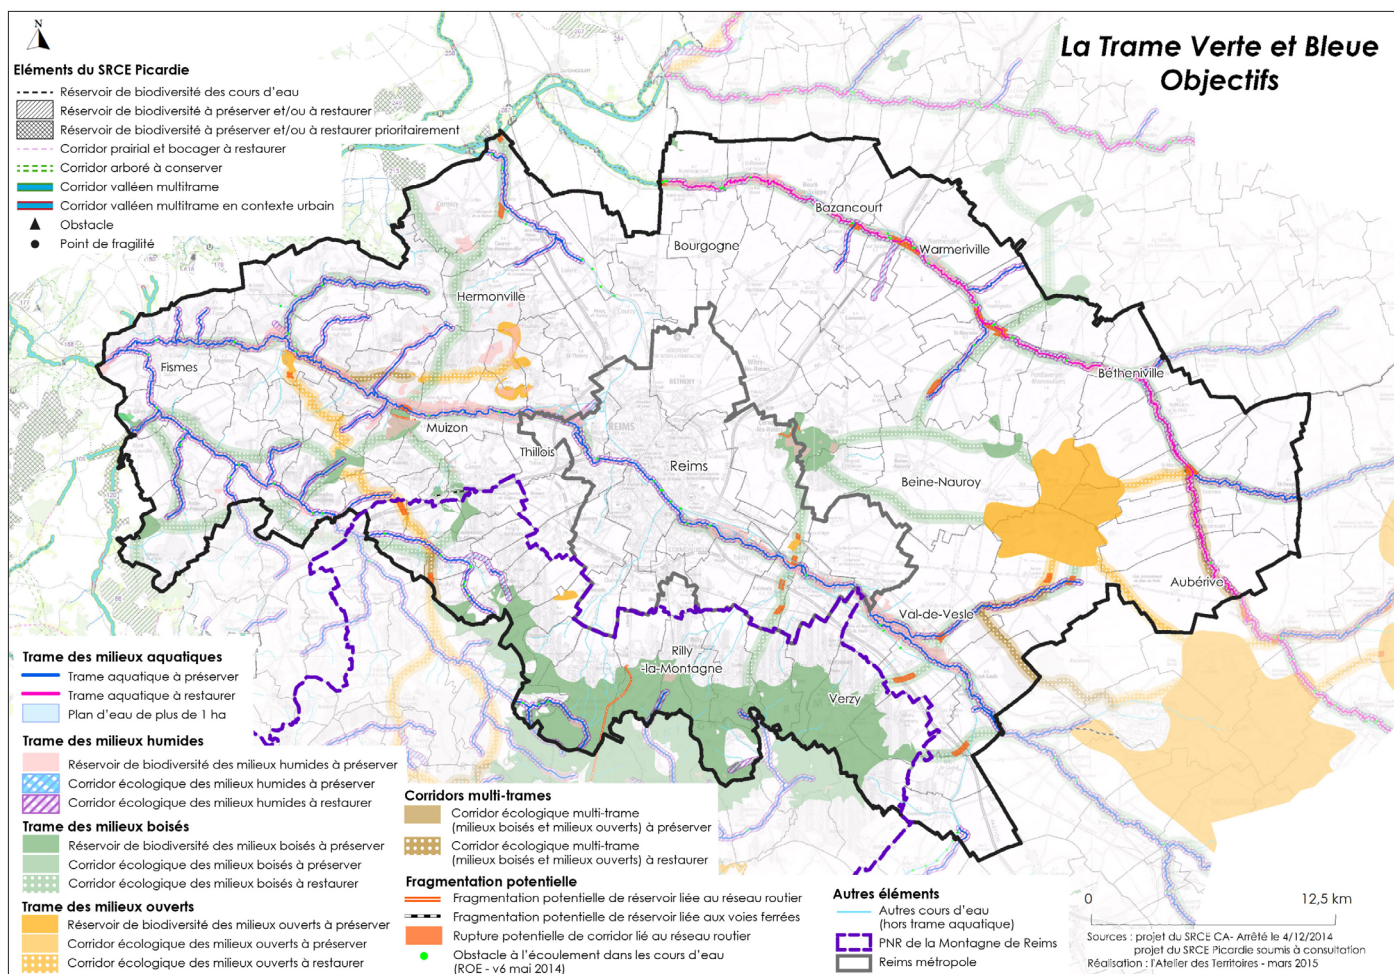 La Trame Verte et Bleue
Objectifs
N
Eléments du SRCE Picardie
Réservoir de biodiversité des cours d'eau
Réservoir de biodiversité à préserver et/ou à restaurer
Réservoir de biodiversité à préserver et/ou à restaurer prioritairement
Corridor prairial et bocager à restaurer
Corridor arboré à conserver
Corridor valléen multitrame
Corridor valléen multitrame en contexte urbain
Obstacle
Point de fragilité
Bazancourt
Bourgogne
Warmeriville
Hermonville
Fismes
Bétheniville
Muizon
Thillois
Reims
Beine-Nauroy
Aubérive
Val-de-Vesle
Rilly
-la-Montagne
Verzy
Trame des milieux aquatiques
Trame aquatique à préserver
Trame aquatique à restaurer
Plan d'eau de plus de 1 ha
Trame des milieux humides
Réservoir de biodiversité des milieux humides à préserver
Corridor écologique des milieux humides à préserver
Corridor écologique des milieux humides à restaurer
Trame des milieux boisés
Réservoir de biodiversité des milieux boisés à préserver
Corridor écologique des milieux boisés à préserver
Corridor écologique des milieux boisés à restaurer
Trame des milieux ouverts
Réservoir de biodiversité des milieux ouverts à préserver
Corridor écologique des milieux ouverts à préserver
Corridor écologique des milieux ouverts à restaurer
Corridors multi-trames
Corridor écologique multi-trame
(milieux boisés et milieux ouverts) à préserver
Corridor écologique multi-trame
(milieux boisés et milieux ouverts) à restaurer
Fragmentation potentielle
Fragmentation potentielle de réservoir liée au réseau routier
Fragmentation potentielle de réservoir liée aux voies ferrées
Rupture potentielle de corridor lié au réseau routier
Obstacle à l'écoulement dans les cours d'eau
(ROE - v6 mai 2014)
Autres éléments
Autres cours d'eau
(hors trame aquatique)
PNR de la Montagne de Reims
Reims métropole
0 12,5 km
Sources : projet du SRCE CA- Arrêté le 4/12/2014
projet du SRCE Picardie soumis à consultation
Réalisation : l'Atelier des Territoires - mars 2015